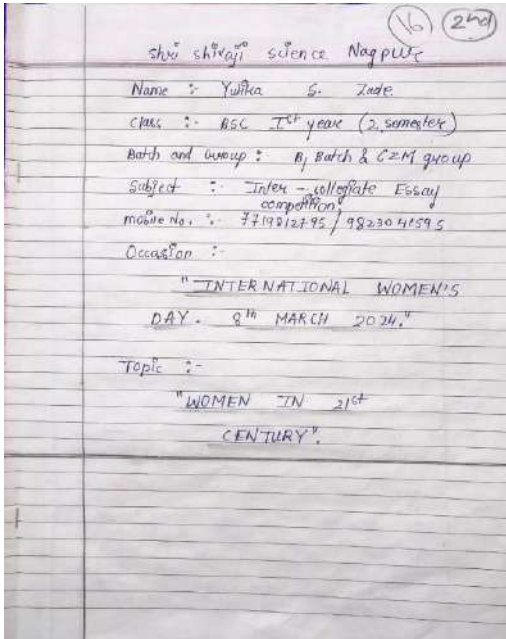 16 2nd
shri shivaji science Nagpur
Name :- Yutika S. Zade.
Class :- BSC Ist year (2, semester)
Batch and Group :- B1 Batch & CZM group
Subject :- Inter - collegiate Essay
competition
mobile No. :- 7719812795 / 9823041595
Occasion :-
"INTERNATIONAL WOMEN'S
DAY. 8th MARCH 2024."
Topic :-
"WOMEN IN 21st
CENTURY".